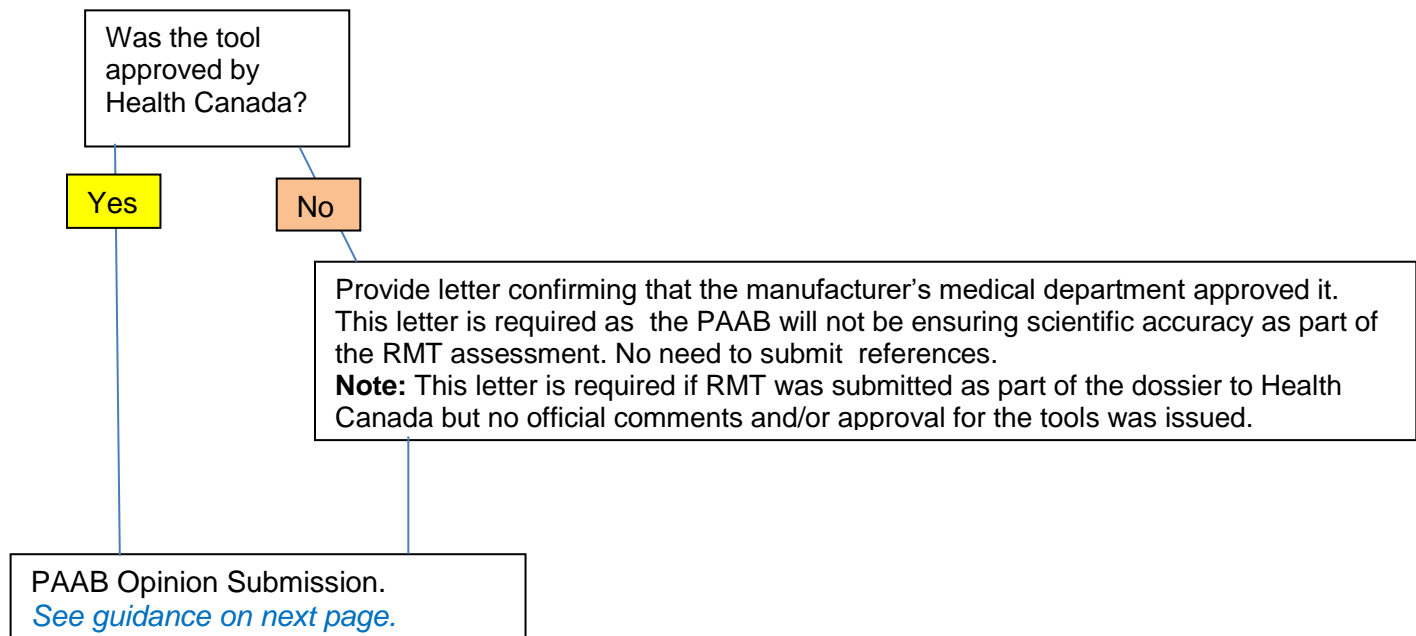 Was the tool
approved by
Health Canada?
Yes
No
Provide letter confirming that the manufacturer's medical department approved it.
This letter is required as the PAAB will not be ensuring scientific accuracy as part of
the RMT assessment. No need to submit references.
Note: This letter is required if RMT was submitted as part of the dossier to Health
Canada but no official comments and/or approval for the tools was issued.
PAAB Opinion Submission.
See guidance on next page.